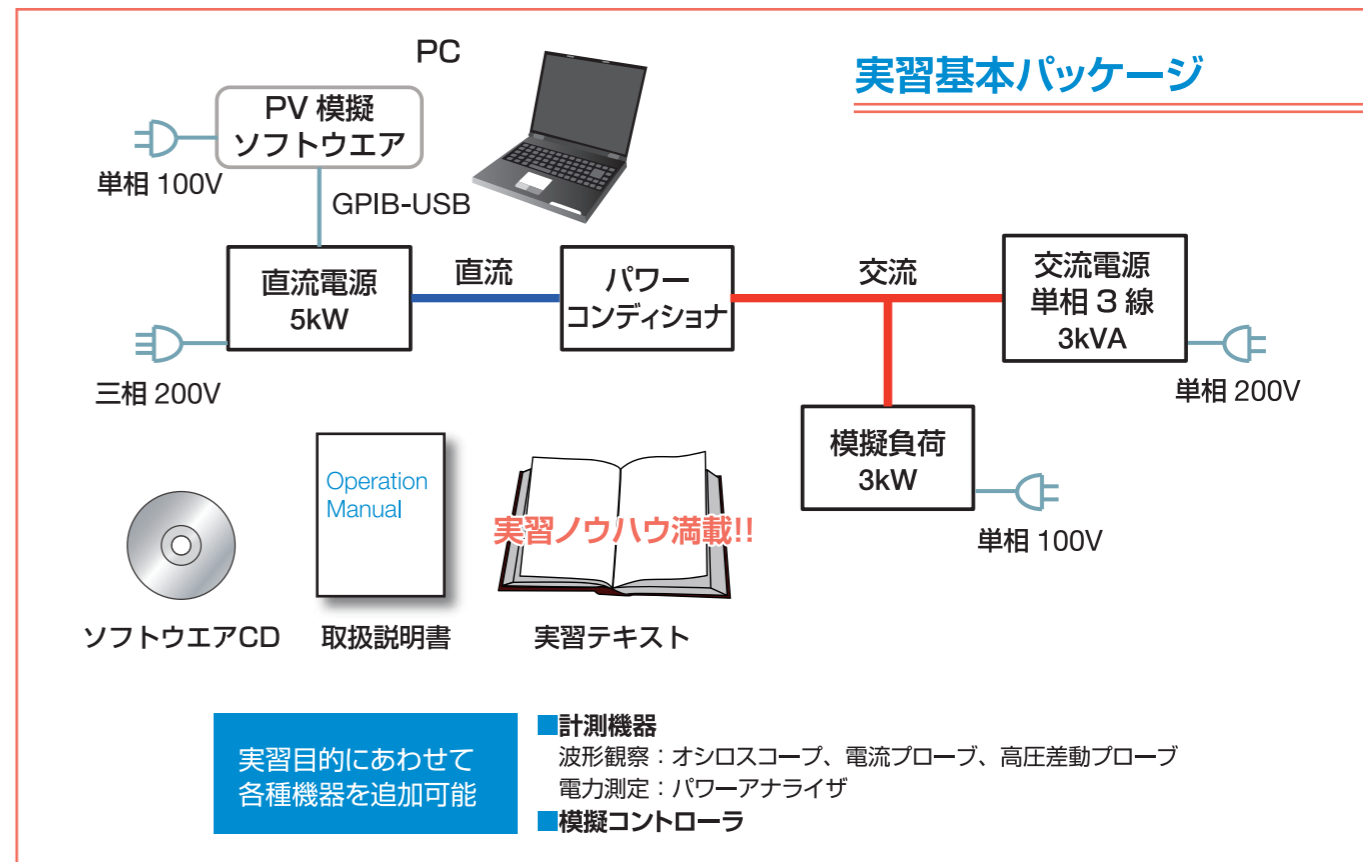 実習基本パッケージ
PC
PV 模擬
ソフトウエア
単相 100V
GPIB-USB
直流電源
5kW
三相 200V
直流
パワー
コンディショナ
交流
交流電源
単相 3 線
3kVA
単相 200V
模擬負荷
3kW
単相 100V
Operation
Manual
実習ノウハウ満載!!
ソフトウエアCD
取扱説明書
実習テキスト
実習目的にあわせて
各種機器を追加可能
■計測機器
波形観察：オシロスコープ、電流プローブ、高圧差動プローブ
電力測定：パワーアナライザ
■模擬コントローラ